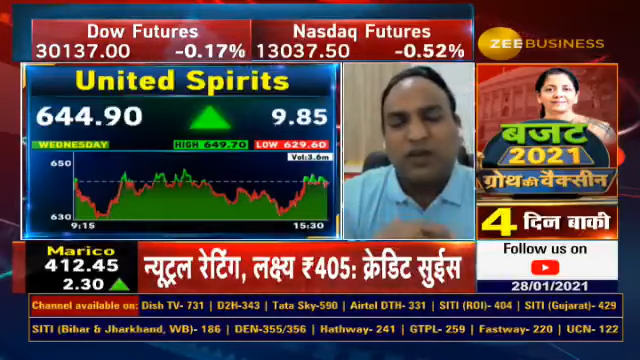 Dow Futures
30137.00 -0.17%
Nasdaq Futures
13037.50 -0.52%
ZEE BUSINESS
United Spirits
644.90 9.85
WEDNESDAY HIGH 649.70 LOW 629.60
Vol:3.6m
650
630
9:15 15:30
बजट
2021
ग्रोथ की वैक्सीन
4 दिन बाकी
Marico
412.45
2.30
न्यूट्रल रेटिंग, लक्ष्य ₹405: क्रेडिट सुईस
Follow us on
28/01/2021
Channel available on: Dish TV- 731 | D2H-343 | Tata Sky-590 | Airtel DTH- 331 | SITI (ROI)- 404 | SITI (Gujarat)- 429
SITI (Bihar & Jharkhand, WB)- 186 | DEN-355/356 | Hathway- 241 | GTPL- 259 | Fastway- 220 | UCN- 122